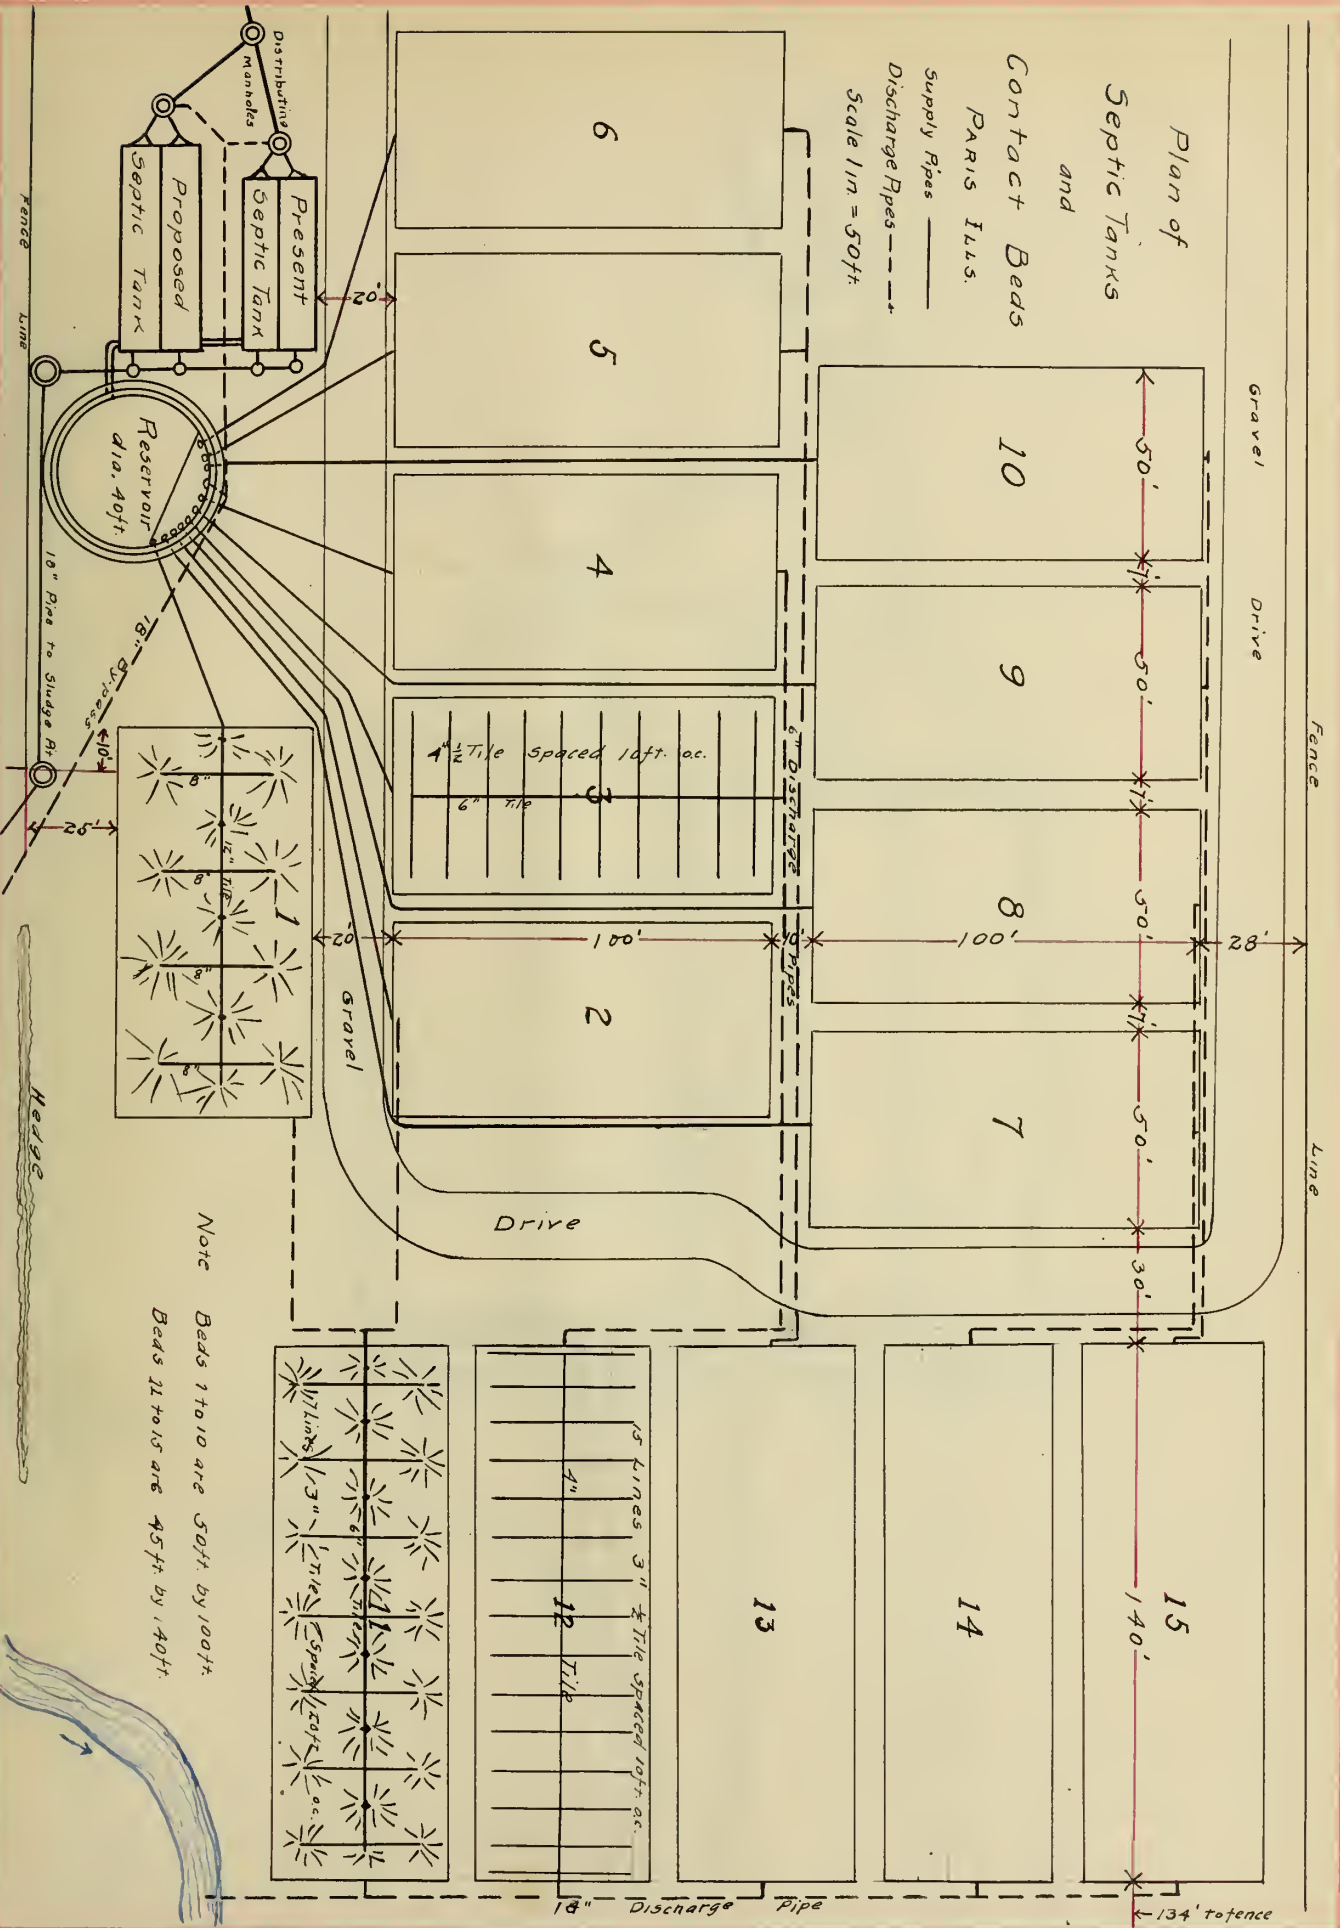 Plan of
Septic Tanks
and
Contact Beds
PARIS ILLS.
Supply Pipes
Discharge Pipes
Scale 1 in = 50 ft.
Distributing
Manholes
Present
Septic Tank
Proposed
Septic Tank
Reservoir
dia. 40 ft.
Fence Line
18" Pipe to Sludge Pit
18" By-pass
10'
25'
20'
20'
6
5
4
3
4" ½ Tile spaced 10 ft. o.c.
6" Tile
2
100'
10'
6" Discharge Pipes
1
12" Tile
8"
8"
8"
8"
10
9
8
7
50'
7'
50'
7'
50'
7'
50'
30'
140'
100'
28'
Gravel Drive
Fence Line
Gravel
Drive
Hedge
Note Beds 1 to 10 are 50 ft. by 100 ft.
Beds 11 to 15 are 45 ft. by 140 ft.
11
7 Lines 3" Tile Spaced 20 ft. o.c.
6" Tile
12
15 Lines 3" ½ Tile Spaced 10 ft. o.c.
4" Tile
13
14
15
18" Discharge Pipe
134' to fence